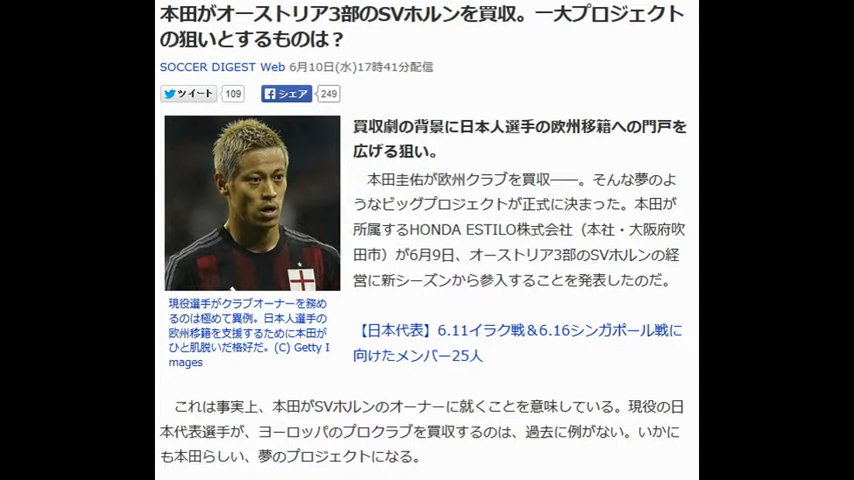 本田がオーストリア3部のSVホルンを買収。一大プロジェクト
の狙いとするものは？
SOCCER DIGEST Web 6月10日(水)17時41分配信
ツイート 109 シェア 249
買収劇の背景に日本人選手の欧州移籍への門戸を
広げる狙い。
本田圭佑が欧州クラブを買収――。そんな夢のよ
うなビッグプロジェクトが正式に決まった。本田が
所属するHONDA ESTILO株式会社（本社・大阪府吹
田市）が6月9日、オーストリア3部のSVホルンの経
営に新シーズンから参入することを発表したのだ。
現役選手がクラブオーナーを務め
るのは極めて異例。日本人選手の
欧州移籍を支援するために本田が
ひと肌脱いだ格好だ。(C) Getty I
mages
【日本代表】6.11イラク戦＆6.16シンガポール戦に
向けたメンバー25人
これは事実上、本田がSVホルンのオーナーに就くことを意味している。現役の日
本代表選手が、ヨーロッパのプロクラブを買収するのは、過去に例がない。いかに
も本田らしい、夢のプロジェクトになる。